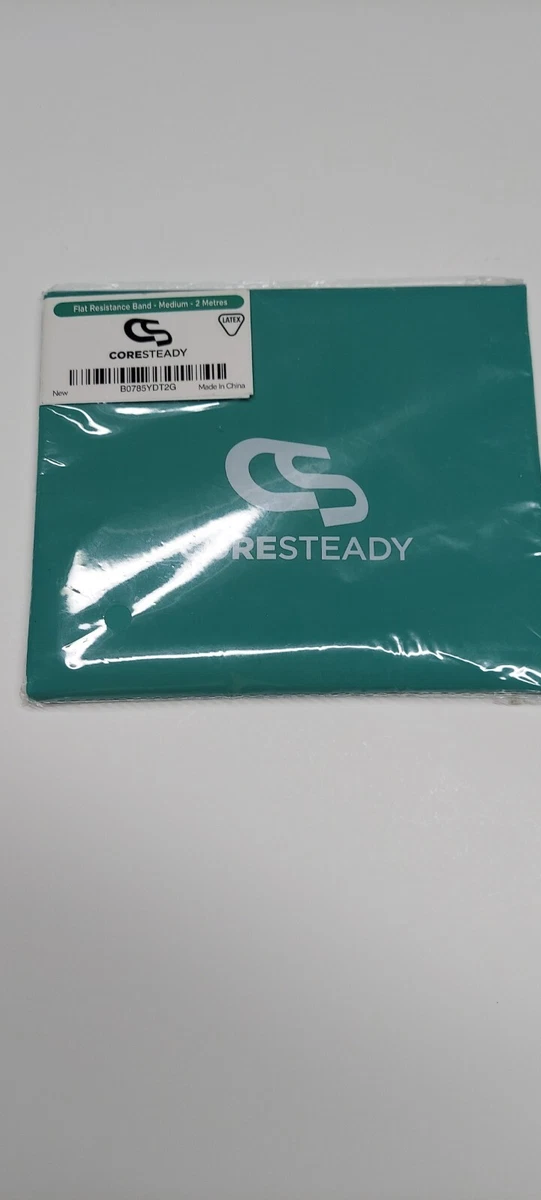 Flat Resistance Band - Medium - 2 Metres
LATEX
CS
CORESTEADY
B0785YDT2G
New
Made In China
CS
CORESTEADY